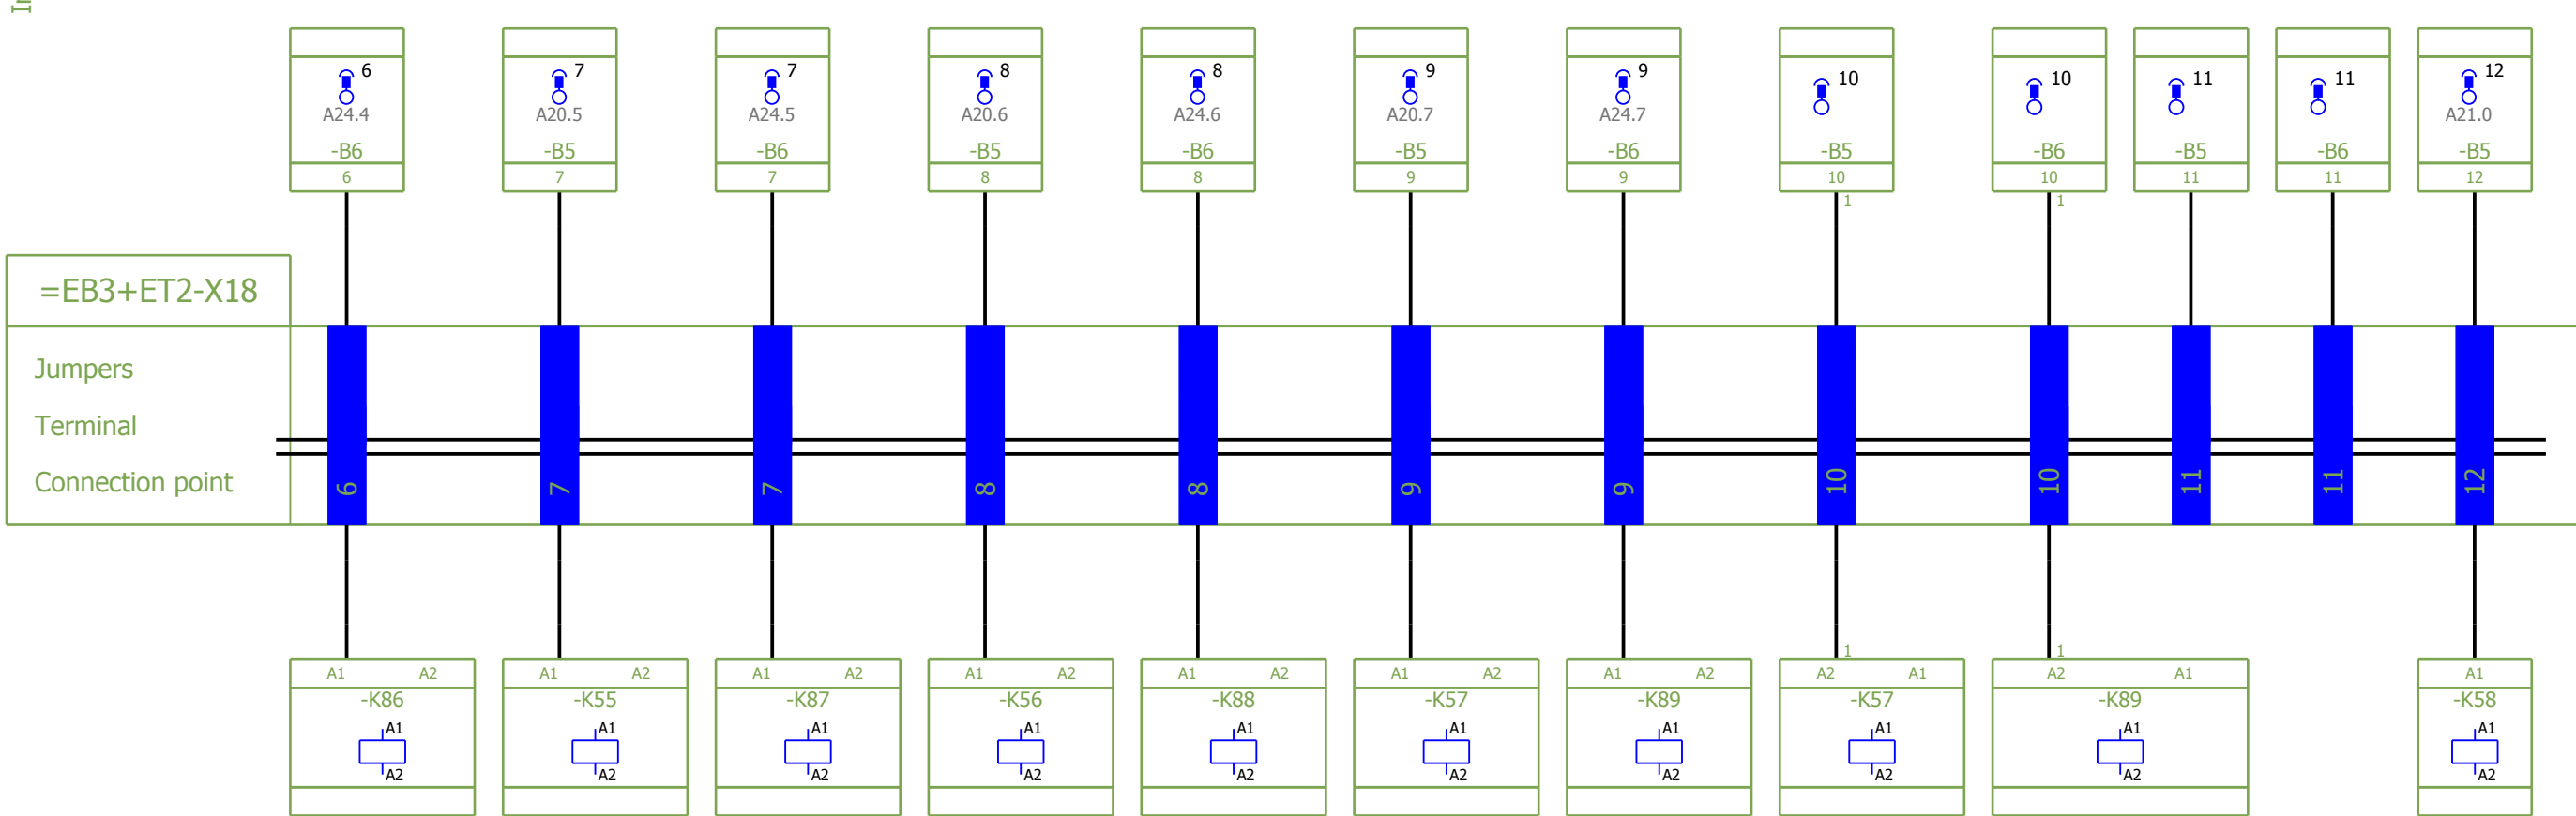 6 7 7 8 8 9 9 10 10 11 11 12
A24.4 A20.5 A24.5 A20.6 A24.6 A20.7 A24.7 A21.0
-B6 -B5 -B6 -B5 -B6 -B5 -B6 -B5 -B6 -B5 -B6 -B5
6 7 7 8 8 9 9 10 10 11 11 12
1 1
=EB3+ET2-X18
Jumpers
Terminal
Connection point
6 7 7 8 8 9 9 10 10 11 11 12
1 1
A1 A2 A1 A2 A1 A2 A1 A2 A1 A2 A1 A2 A1 A2 A2 A1 A2 A1 A1
-K86 -K55 -K87 -K56 -K88 -K57 -K89 -K57 -K89 -K58
A1 A1 A1 A1 A1 A1 A1 A1 A1 A1
A2 A2 A2 A2 A2 A2 A2 A2 A2 A2